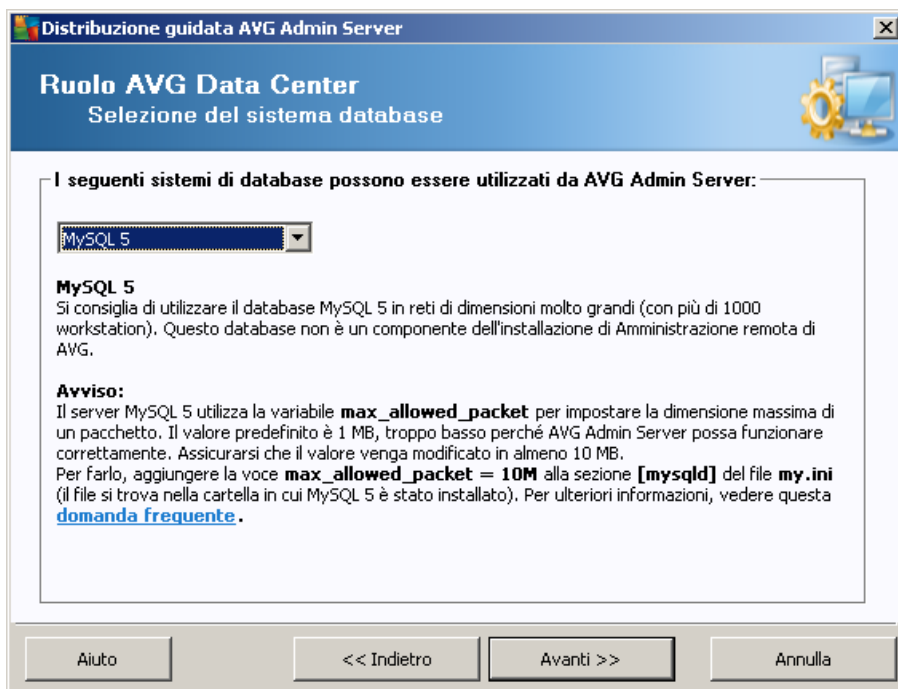 Distribuzione guidata AVG Admin Server
Ruolo AVG Data Center
Selezione del sistema database
I seguenti sistemi di database possono essere utilizzati da AVG Admin Server:
MySQL 5
MySQL 5
Si consiglia di utilizzare il database MySQL 5 in reti di dimensioni molto grandi (con più di 1000
workstation). Questo database non è un componente dell'installazione di Amministrazione remota di
AVG.
Avviso:
Il server MySQL 5 utilizza la variabile max_allowed_packet per impostare la dimensione massima di
un pacchetto. Il valore predefinito è 1 MB, troppo basso perché AVG Admin Server possa funzionare
correttamente. Assicurarsi che il valore venga modificato in almeno 10 MB.
Per farlo, aggiungere la voce max_allowed_packet = 10M alla sezione [mysqld] del file my.ini
(il file si trova nella cartella in cui MySQL 5 è stato installato). Per ulteriori informazioni, vedere questa
domanda frequente.
Aiuto
<< Indietro
Avanti >>
Annulla